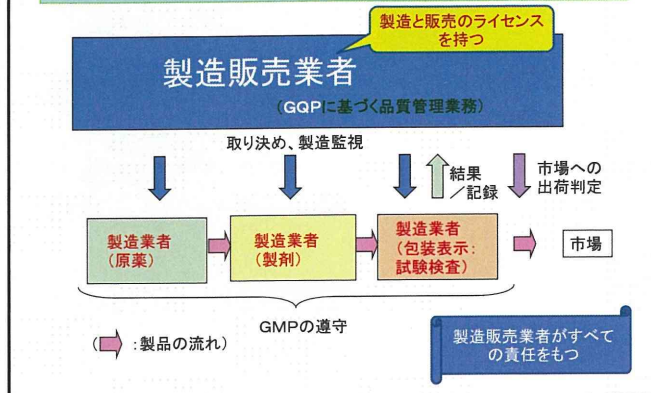 製造と販売のライセンス
を持つ
製造販売業者
(GQPに基づく品質管理業務)
取り決め、製造監視
結果
／記録
市場への
出荷判定
製造業者
(原薬)
製造業者
(製剤)
製造業者
(包装表示:
試験検査)
市場
GMPの遵守
( :製品の流れ)
製造販売業者がすべて
の責任をもつ